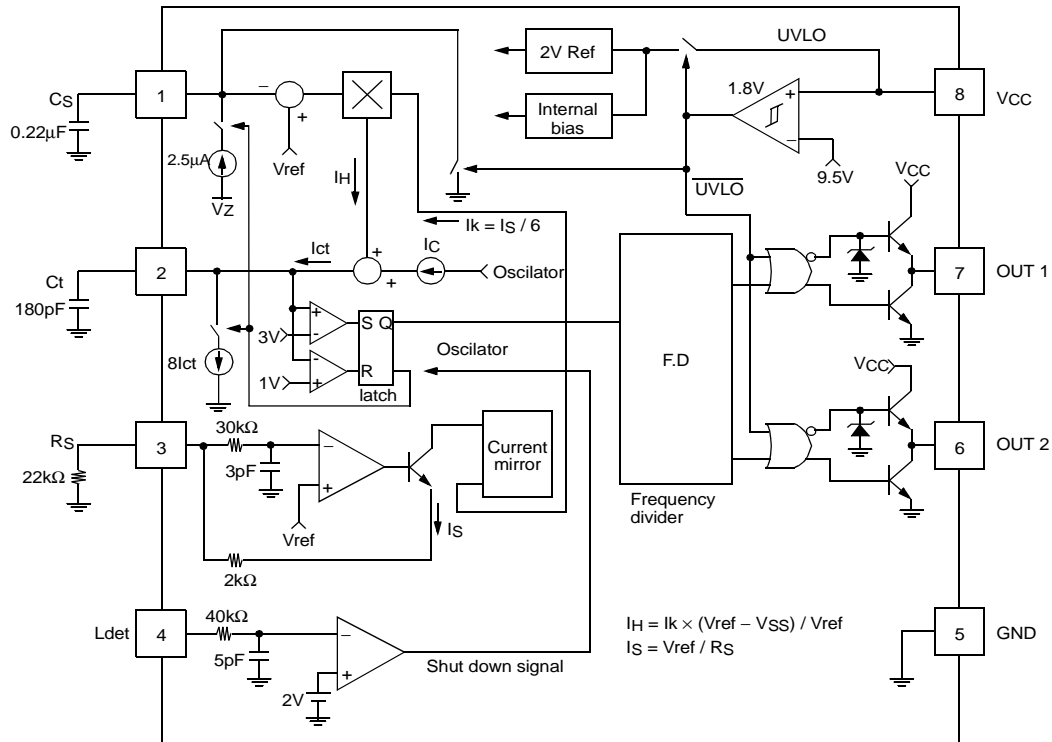 2V Ref
UVLO
1
−
8
VCC
CS
0.22μF
+
Internal
bias
1.8V
+
−
2.5μA
Vref
9.5V
VZ
IH
UVLO
VCC
Ik = IS / 6
2
Ict
+
+
IC
Oscilator
7
OUT 1
Ct
180pF
+
-
3V
S Q
Oscilator
F.D
8Ict
-
+
1V
R
latch
VCC
RS
3
30kΩ
−
+
Current
mirror
6
OUT 2
22kΩ
3pF
Frequency
divider
Vref
IS
2kΩ
Ldet
4
40kΩ
−
+
IH = Ik × (Vref − VSS) / Vref
IS = Vref / RS
5
GND
5pF
Shut down signal
2V